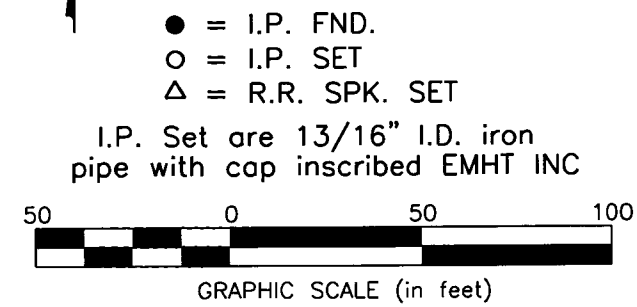 ● = I.P. FND.
○ = I.P. SET
△ = R.R. SPK. SET
I.P. Set are 13/16" I.D. iron
pipe with cap inscribed EMHT INC
50 0 50 100
GRAPHIC SCALE (in feet)